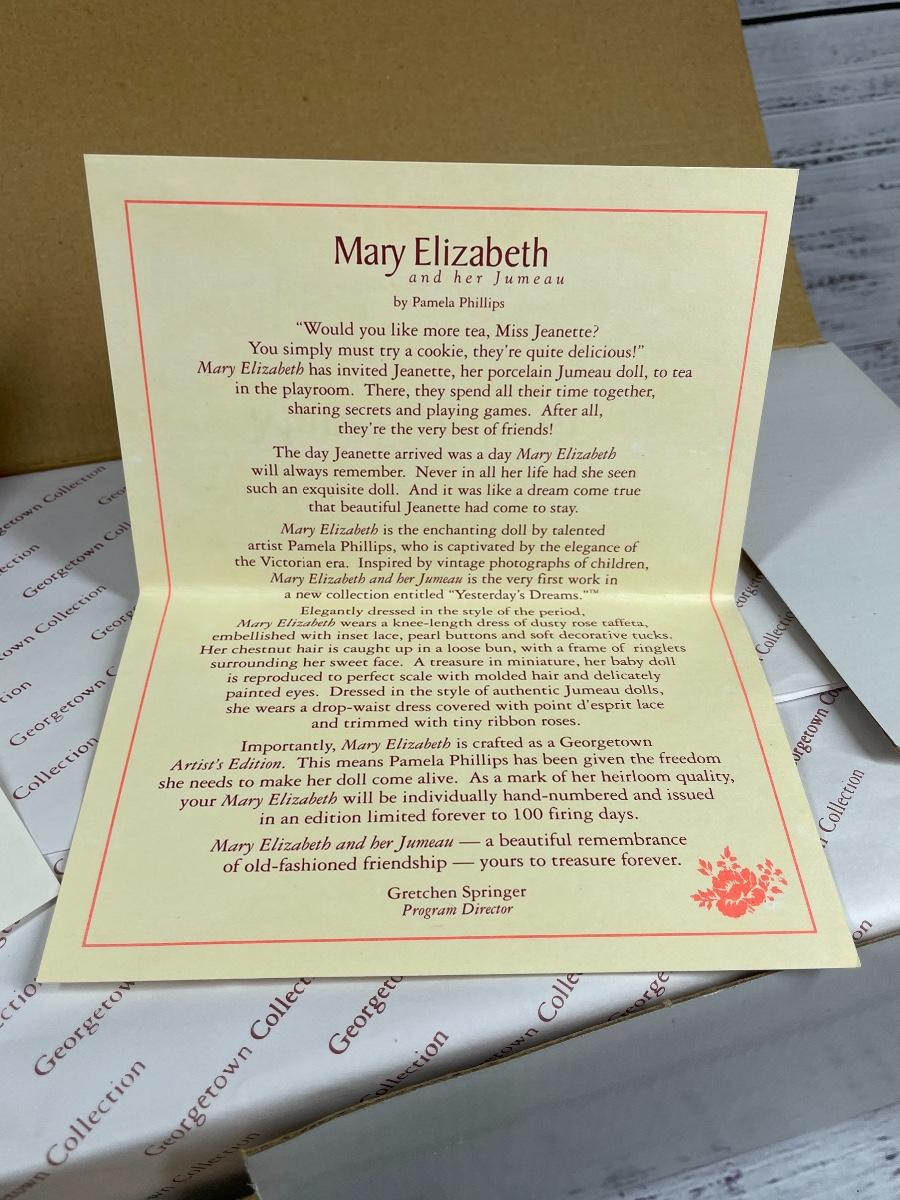 Mary Elizabeth
and her Jumeau
by Pamela Phillips
“Would you like more tea, Miss Jeanette?
You simply must try a cookie, they’re quite delicious!”
Mary Elizabeth has invited Jeanette, her porcelain Jumeau doll, to tea
in the playroom. There, they spend all their time together,
sharing secrets and playing games. After all,
they’re the very best of friends!
The day Jeanette arrived was a day Mary Elizabeth
will always remember. Never in all her life had she seen
such an exquisite doll. And it was like a dream come true
that beautiful Jeanette had come to stay.
Mary Elizabeth is the enchanting doll by talented
artist Pamela Phillips, who is captivated by the elegance of
the Victorian era. Inspired by vintage photographs of children,
Mary Elizabeth and her Jumeau is the very first work in
a new collection entitled “Yesterday’s Dreams.”™
Elegantly dressed in the style of the period,
Mary Elizabeth wears a knee-length dress of dusty rose taffeta,
embellished with inset lace, pearl buttons and soft decorative tucks.
Her chestnut hair is caught up in a loose bun, with a frame of ringlets
surrounding her sweet face. A treasure in miniature, her baby doll
is reproduced to perfect scale with molded hair and delicately
painted eyes. Dressed in the style of authentic Jumeau dolls,
she wears a drop-waist dress covered with point d’esprit lace
and trimmed with tiny ribbon roses.
Importantly, Mary Elizabeth is crafted as a Georgetown
Artist’s Edition. This means Pamela Phillips has been given the freedom
she needs to make her doll come alive. As a mark of her heirloom quality,
your Mary Elizabeth will be individually hand-numbered and issued
in an edition limited forever to 100 firing days.
Mary Elizabeth and her Jumeau — a beautiful remembrance
of old-fashioned friendship — yours to treasure forever.
Gretchen Springer
Program Director
Georgetown Collection
Georgetown Collection
Georgetown Collection
Georgetown Collection